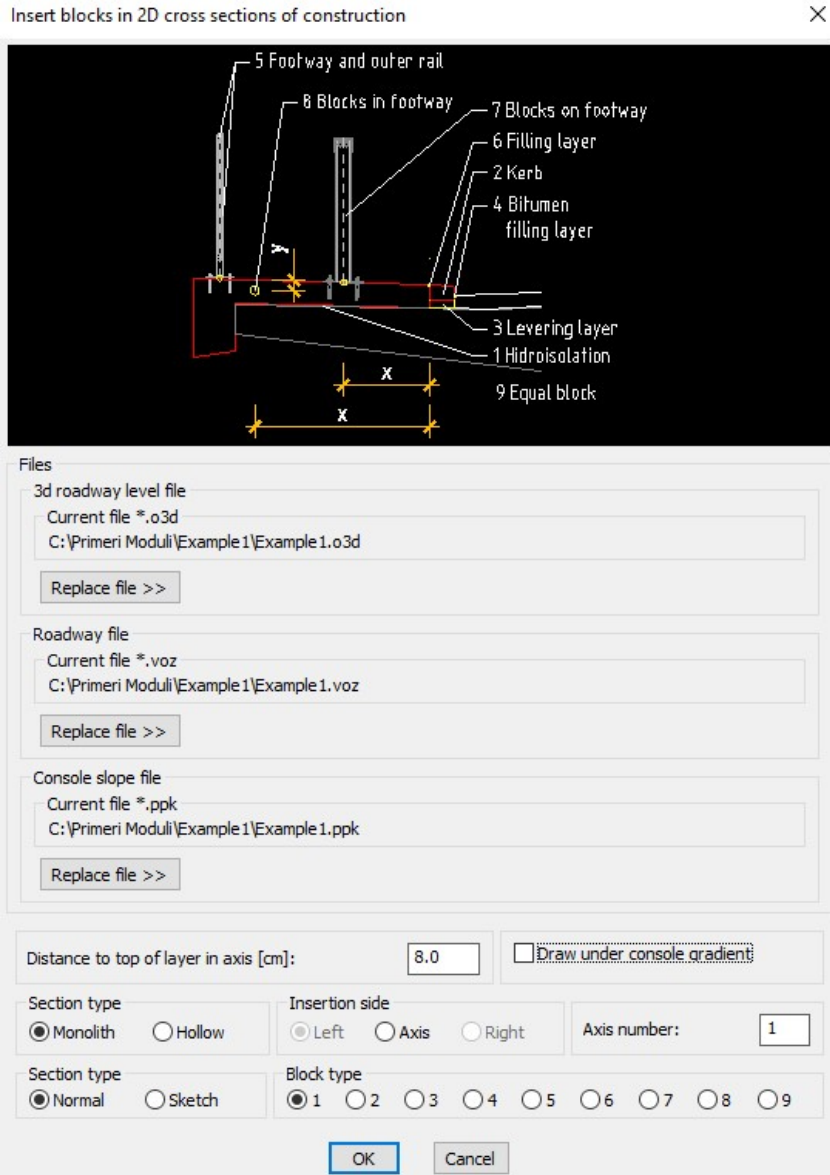 Insert blocks in 2D cross sections of construction
5 Footway and outer rail
8 Blocks in footway
7 Blocks on footway
6 Filling layer
2 Kerb
4 Bitumen
filling layer
y
3 Levering layer
1 Hidroisolation
x
9 Equal block
x
Files
3d roadway level file
Current file *.o3d
C:\Primeri Moduli\Example1\Example1.o3d
Replace file >>
Roadway file
Current file *.voz
C:\Primeri Moduli\Example1\Example1.voz
Replace file >>
Console slope file
Current file *.ppk
C:\Primeri Moduli\Example1\Example1.ppk
Replace file >>
Distance to top of layer in axis [cm]: 8.0 Draw under console gradient
Section type Insertion side
Monolith Hollow Left Axis Right Axis number: 1
Section type Block type
Normal Sketch 1 2 3 4 5 6 7 8 9
OK Cancel